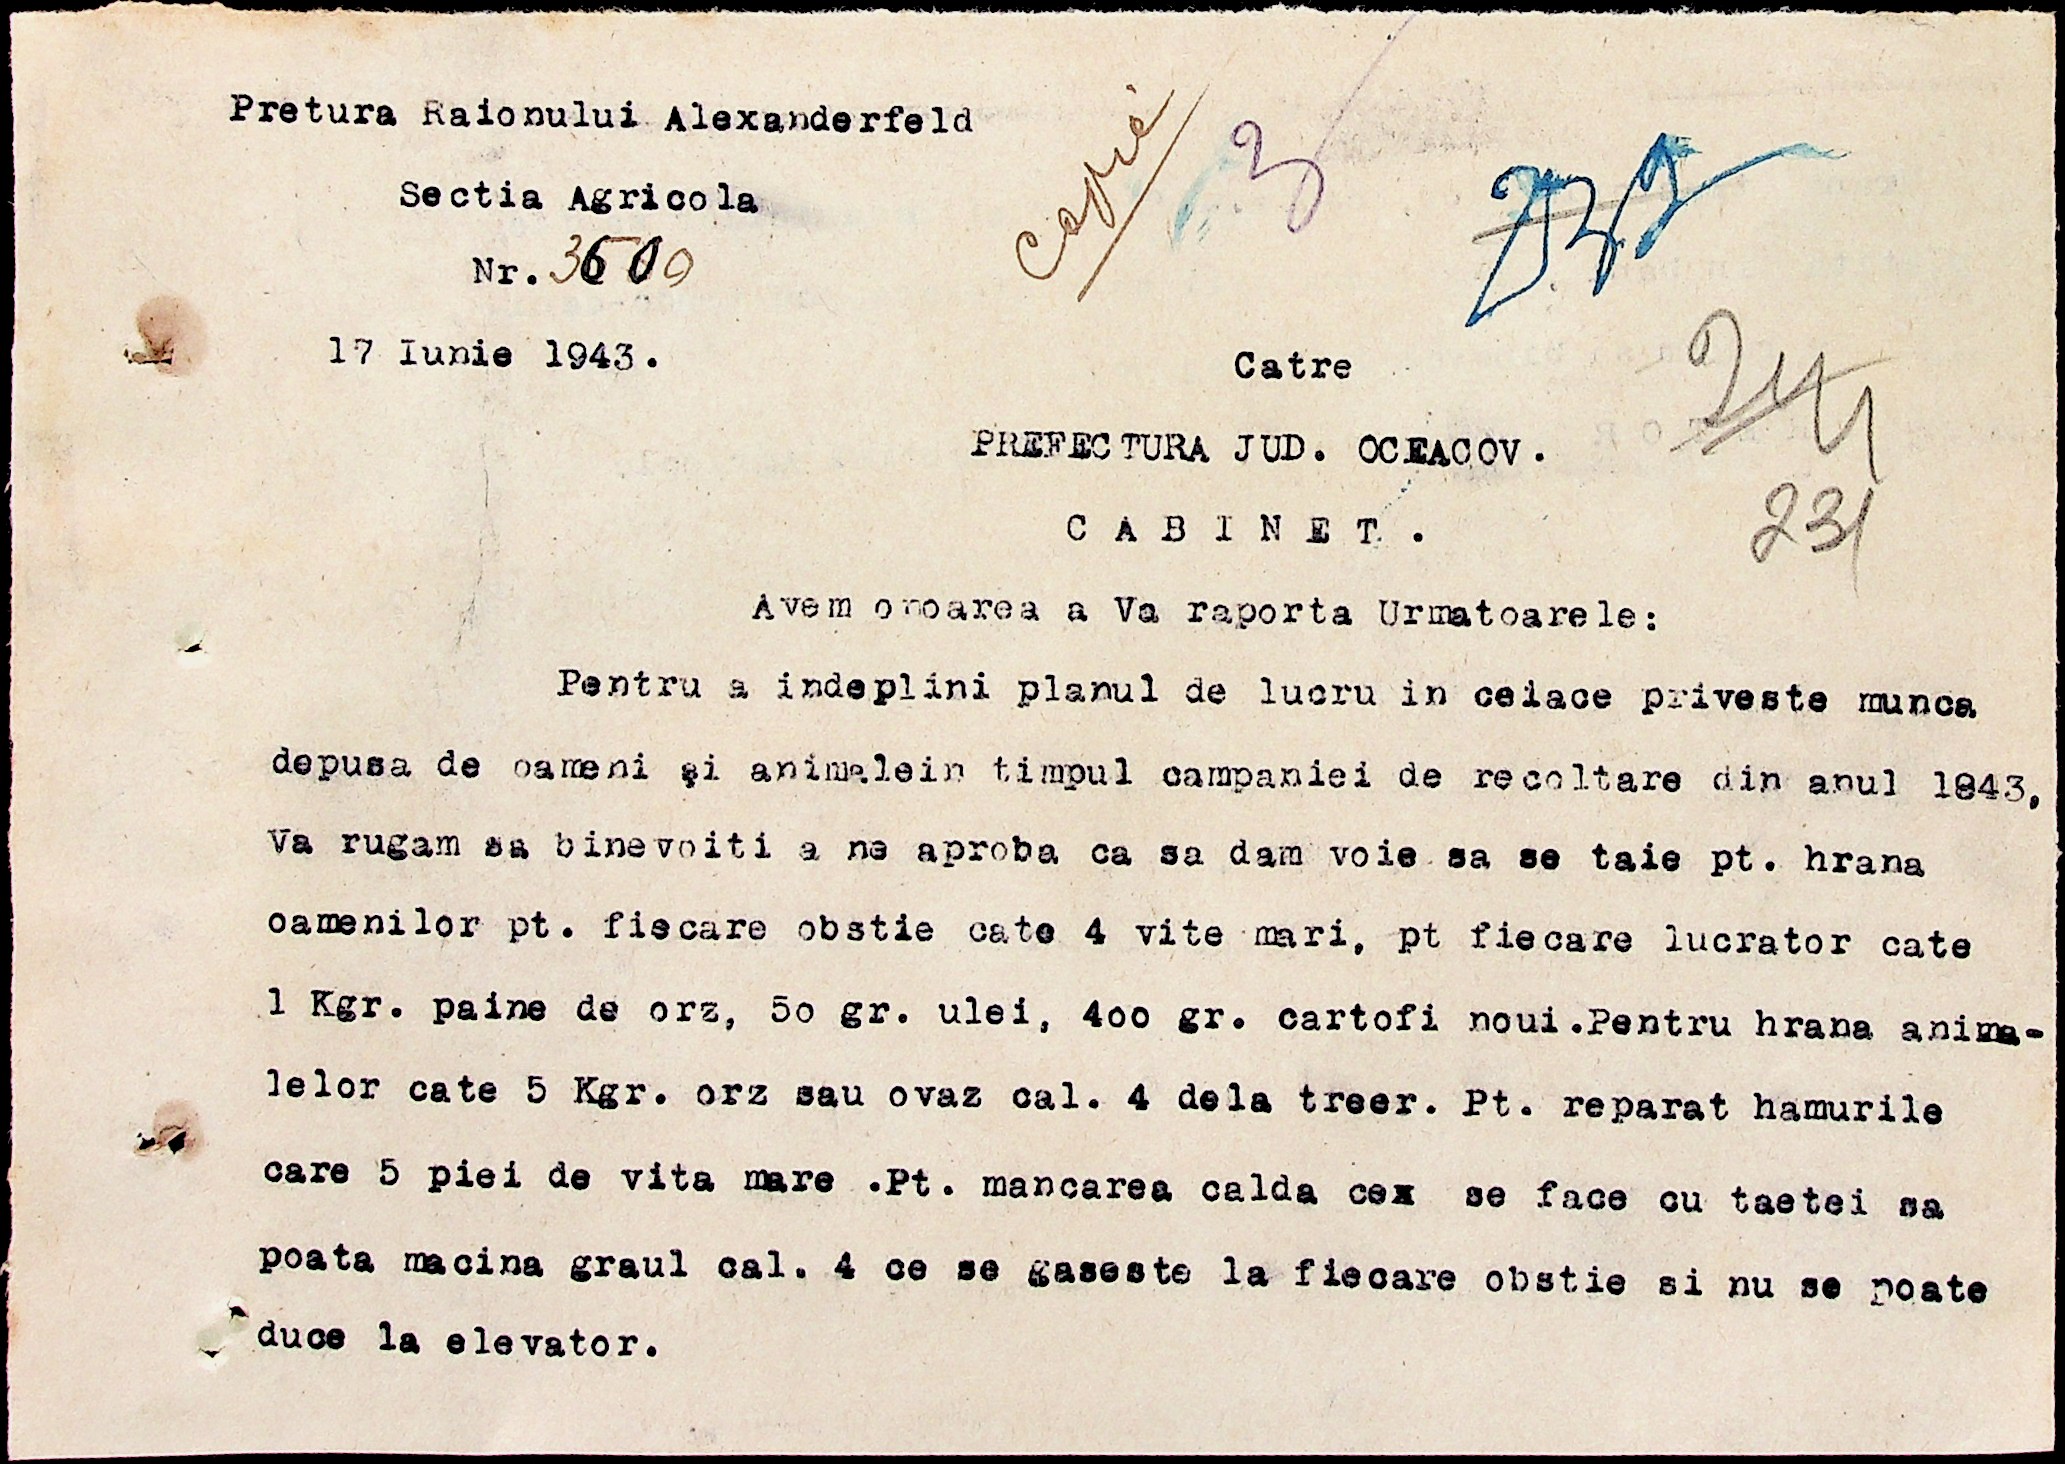 Pretura Raionului Alexanderfeld
copie
Sectia Agricola
Nr. 3600
17 Iunie 1943.
Catre
PREFECTURA JUD. OCEACOV.
231
C A B I N E T .
Avem onoarea a Va raporta Urmatoarele:
Pentru a indeplini planul de lucru in ceiace priveste munca
depusa de oameni şi animalein timpul campaniei de recoltare din anul 1843,
Va rugam sa binevoiti a ne aproba ca sa dam voie sa se taie pt. hrana
oamenilor pt. fiecare obstie cate 4 vite mari, pt fiecare lucrator cate
1 Kgr. paine de orz, 5o gr. ulei, 4oo gr. cartofi noui.Pentru hrana anima-
lelor cate 5 Kgr. orz sau ovaz cal. 4 dela treer. Pt. reparat hamurile
care 5 piei de vita mare .Pt. mancarea calda cex se face cu taetei sa
poata macina graul cal. 4 ce se gaseste la fiecare obstie si nu se poate
duce la elevator.